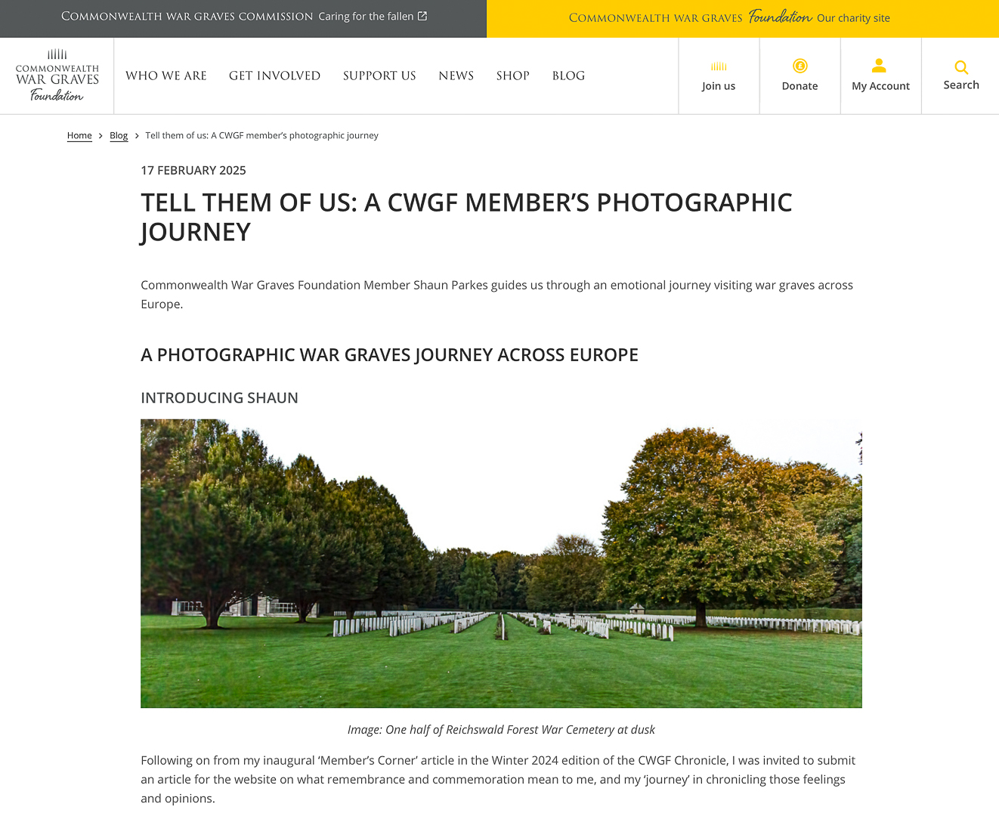 COMMONWEALTH WAR GRAVES COMMISSION Caring for the fallen
COMMONWEALTH WAR GRAVES Foundation Our charity site
COMMONWEALTH
WAR GRAVES
Foundation
WHO WE ARE
GET INVOLVED
SUPPORT US
NEWS
SHOP
BLOG
Join us
Donate
My Account
Search
Home > Blog > Tell them of us: A CWGF member’s photographic journey
17 FEBRUARY 2025
TELL THEM OF US: A CWGF MEMBER’S PHOTOGRAPHIC
JOURNEY
Commonwealth War Graves Foundation Member Shaun Parkes guides us through an emotional journey visiting war graves across
Europe.
A PHOTOGRAPHIC WAR GRAVES JOURNEY ACROSS EUROPE
INTRODUCING SHAUN
Image: One half of Reichswald Forest War Cemetery at dusk
Following on from my inaugural ‘Member’s Corner’ article in the Winter 2024 edition of the CWGF Chronicle, I was invited to submit
an article for the website on what remembrance and commemoration mean to me, and my ‘journey’ in chronicling those feelings
and opinions.